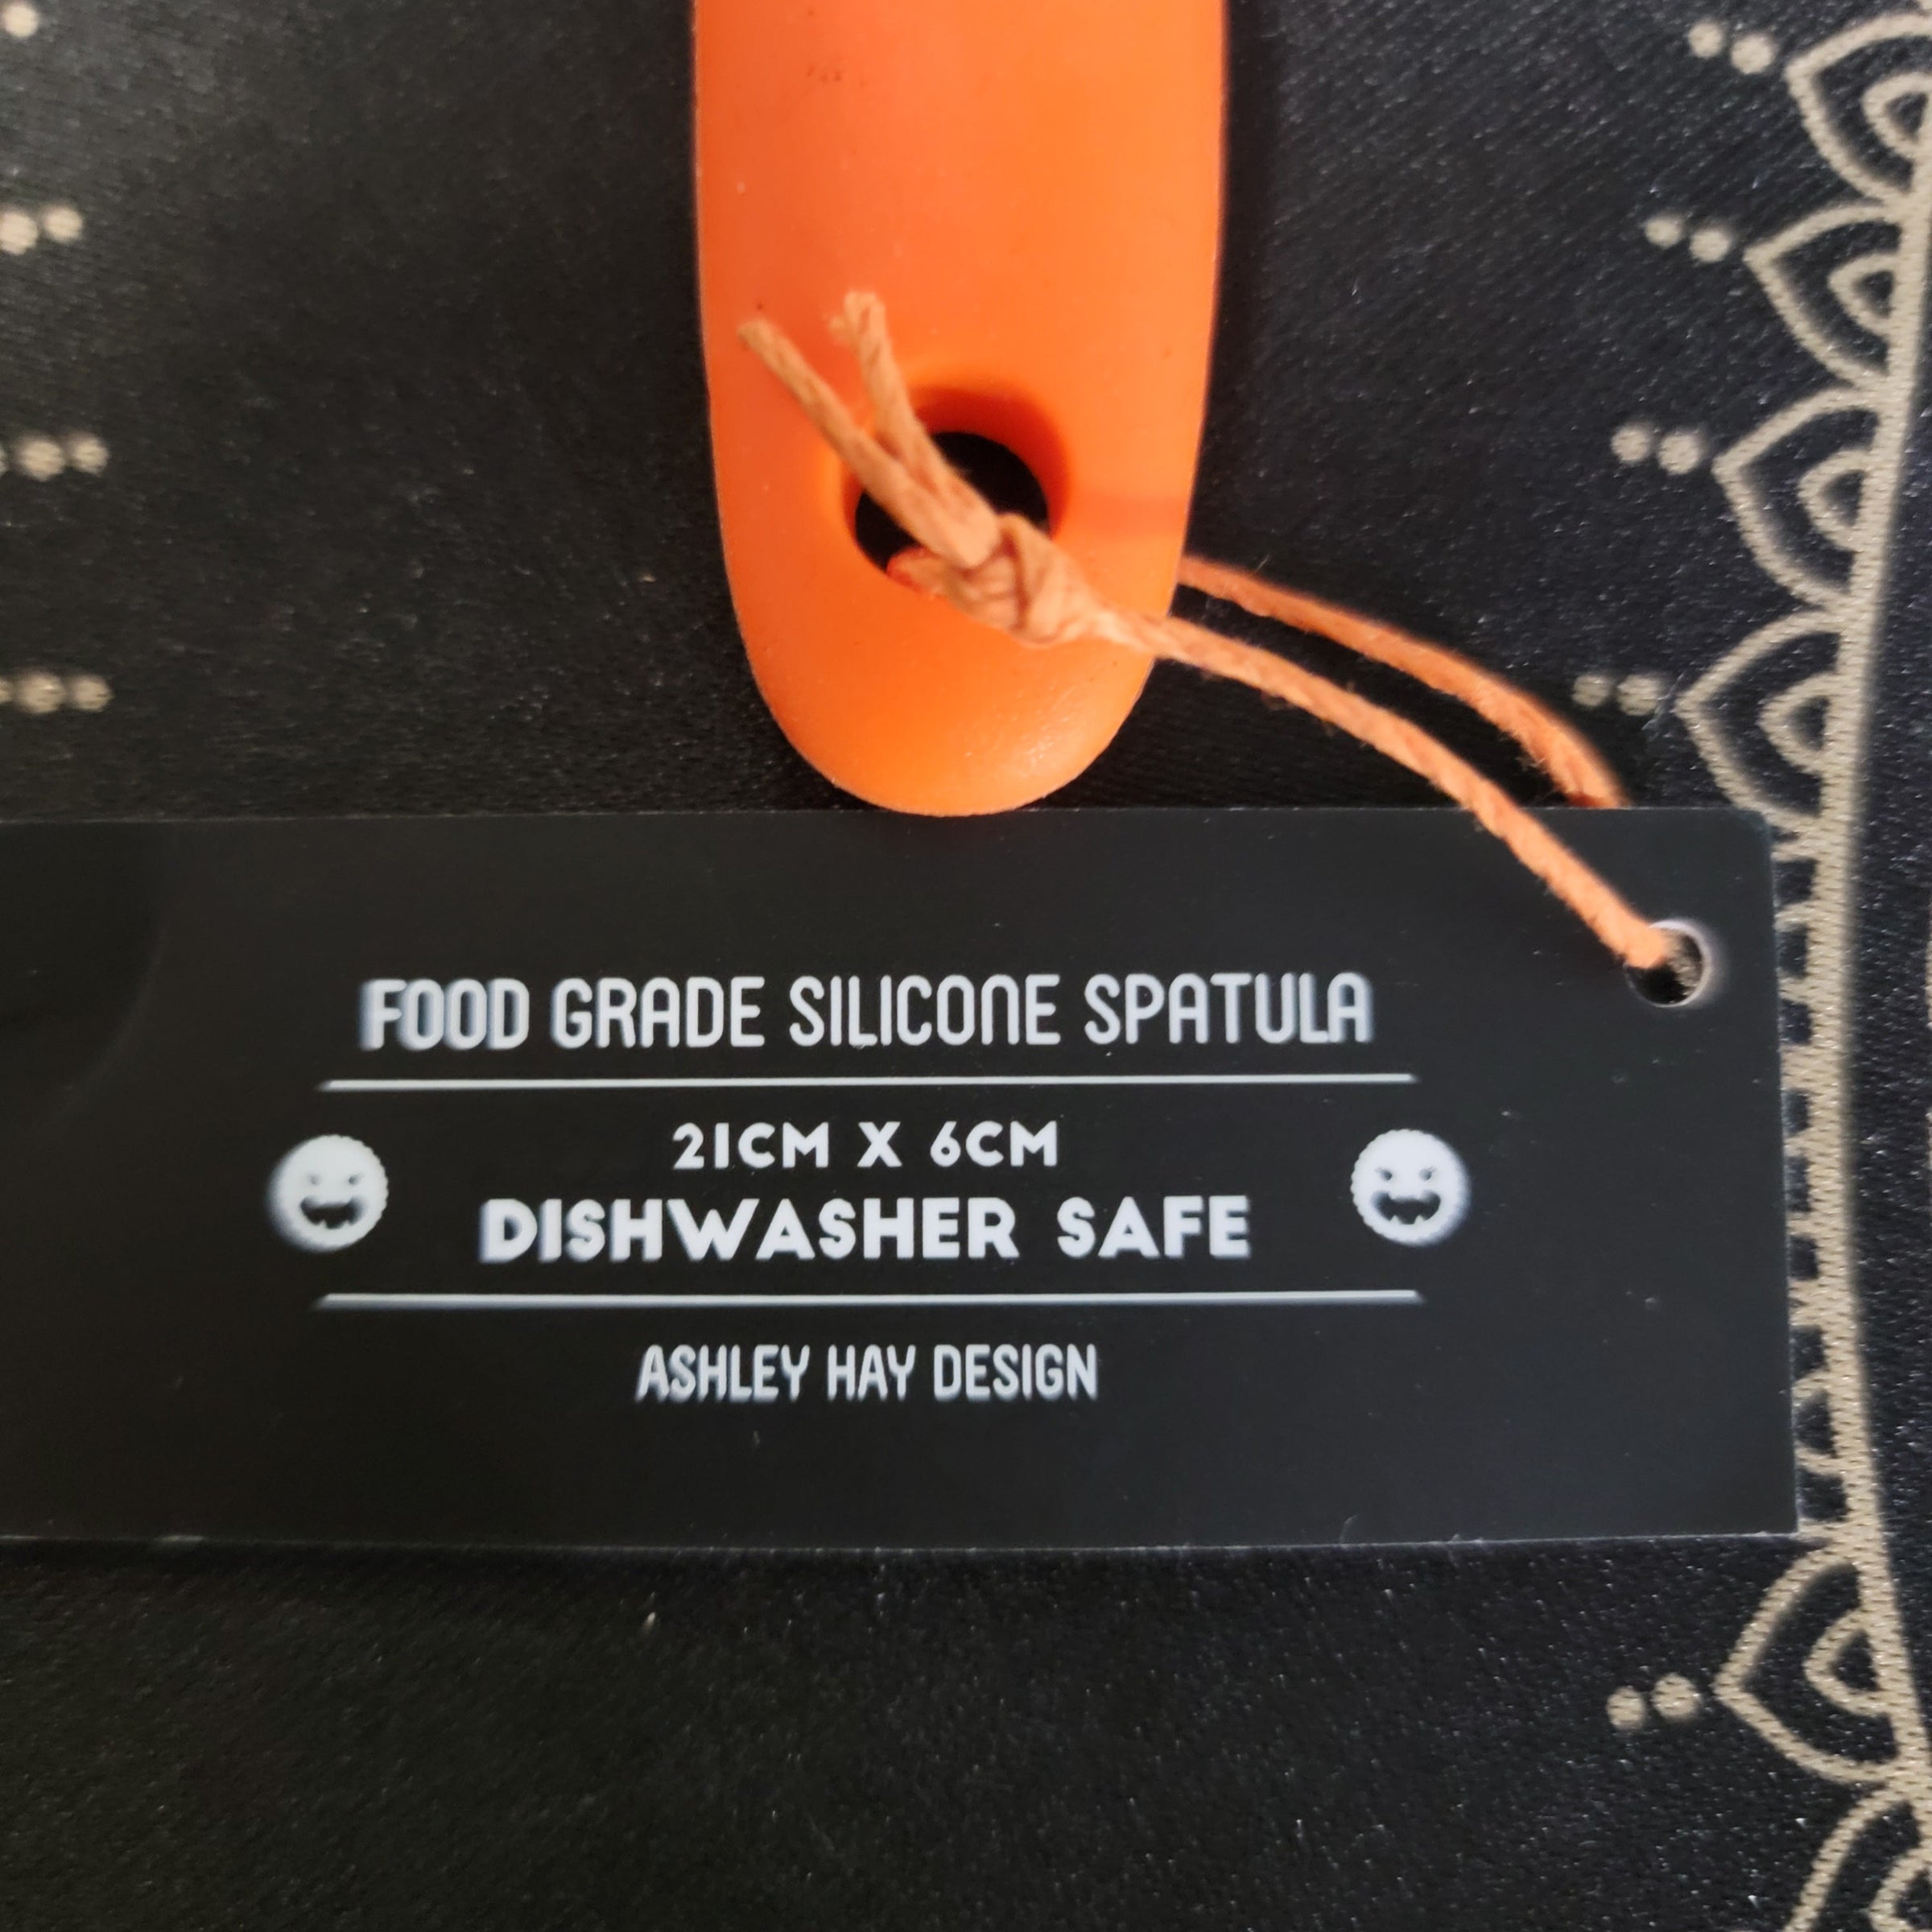 FOOD GRADE SILICONE SPATULA
21CM X 6CM
DISHWASHER SAFE
ASHLEY HAY DESIGN